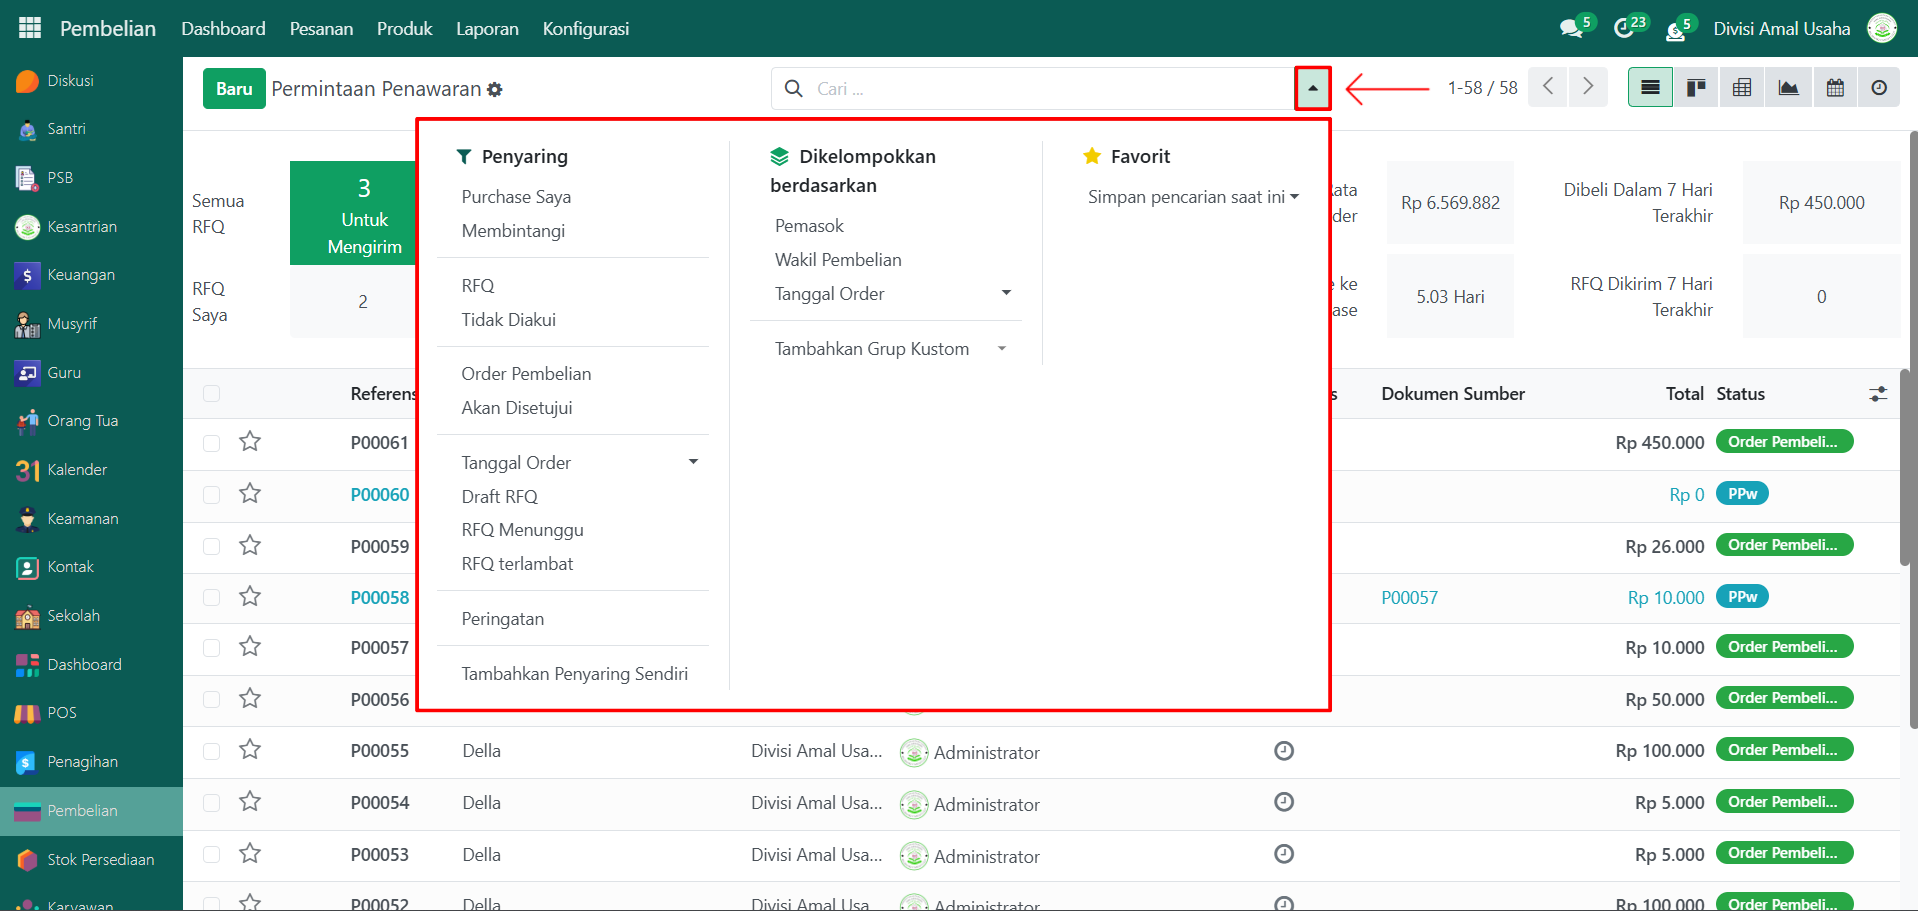 Pembelian Dashboard Pesanan Produk Laporan Konfigurasi 5 23 5 Divisi Amal Usaha
Diskusi
Santri
PSB
Kesantrian
Keuangan
Musyrif
Guru
Orang Tua
31 Kalender
Keamanan
Kontak
Sekolah
Dashboard
POS
Penagihan
Pembelian
Stok Persediaan
Karyawan
Baru Permintaan Penawaran Cari ... 1-58 / 58
Semua
RFQ
3
Untuk
Mengirim
RFQ
Saya
2
Penyaring
Purchase Saya
Membintangi
RFQ
Tidak Diakui
Order Pembelian
Akan Disetujui
Tanggal Order
Draft RFQ
RFQ Menunggu
RFQ terlambat
Peringatan
Tambahkan Penyaring Sendiri
Dikelompokkan
berdasarkan
Pemasok
Wakil Pembelian
Tanggal Order
Tambahkan Grup Kustom
Favorit
Simpan pencarian saat ini
ata
der
Rp 6.569.882
Dibeli Dalam 7 Hari
Terakhir
Rp 450.000
e ke
ase
5.03 Hari
RFQ Dikirim 7 Hari
Terakhir
0
Referens s Dokumen Sumber Total Status
P00061 Rp 450.000 Order Pembeli...
P00060 Rp 0 PPw
P00059 Rp 26.000 Order Pembeli...
P00058 P00057 Rp 10.000 PPw
P00057 Rp 10.000 Order Pembeli...
P00056 Rp 50.000 Order Pembeli...
P00055 Della Divisi Amal Usa... Administrator Rp 100.000 Order Pembeli...
P00054 Della Divisi Amal Usa... Administrator Rp 5.000 Order Pembeli...
P00053 Della Divisi Amal Usa... Administrator Rp 5.000 Order Pembeli...
P00052 Della Divisi Amal Usa... Administrator Rp 100.000 Order Pembeli...